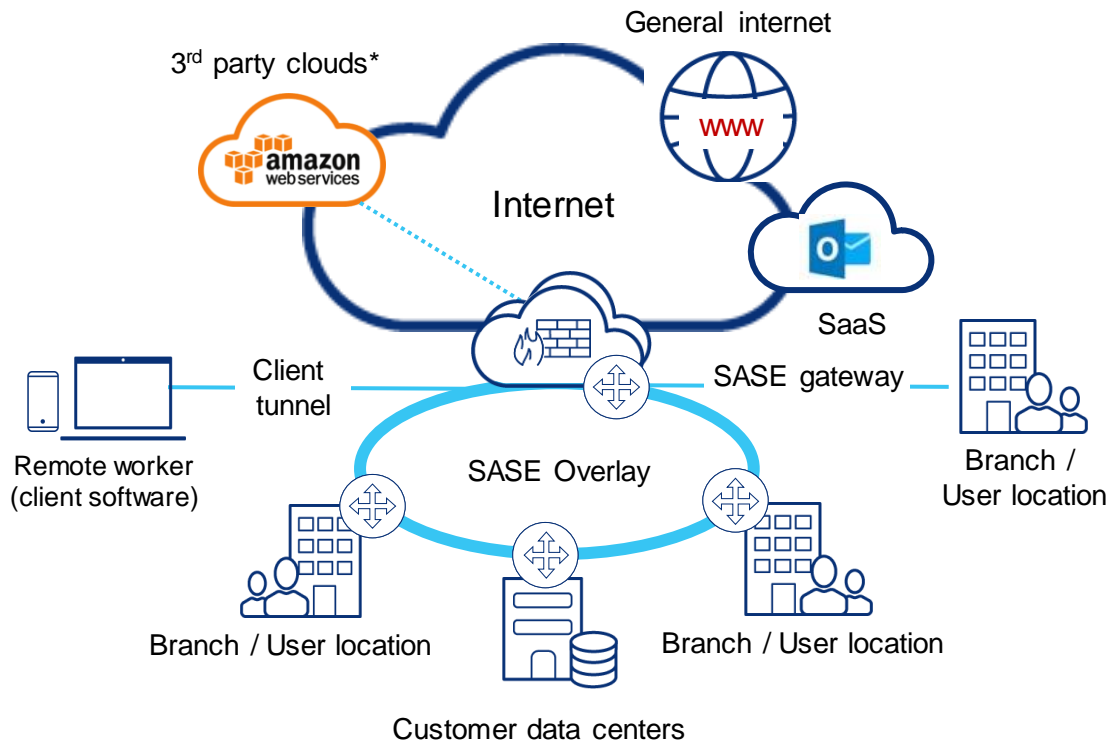 General internet
3rd party clouds*
amazon
webservices
www
Internet
O
SaaS
Client
tunnel
SASE gateway
Remote worker
(client software)
SASE Overlay
Branch /
User location
Branch / User location
Branch / User location
Customer data centers